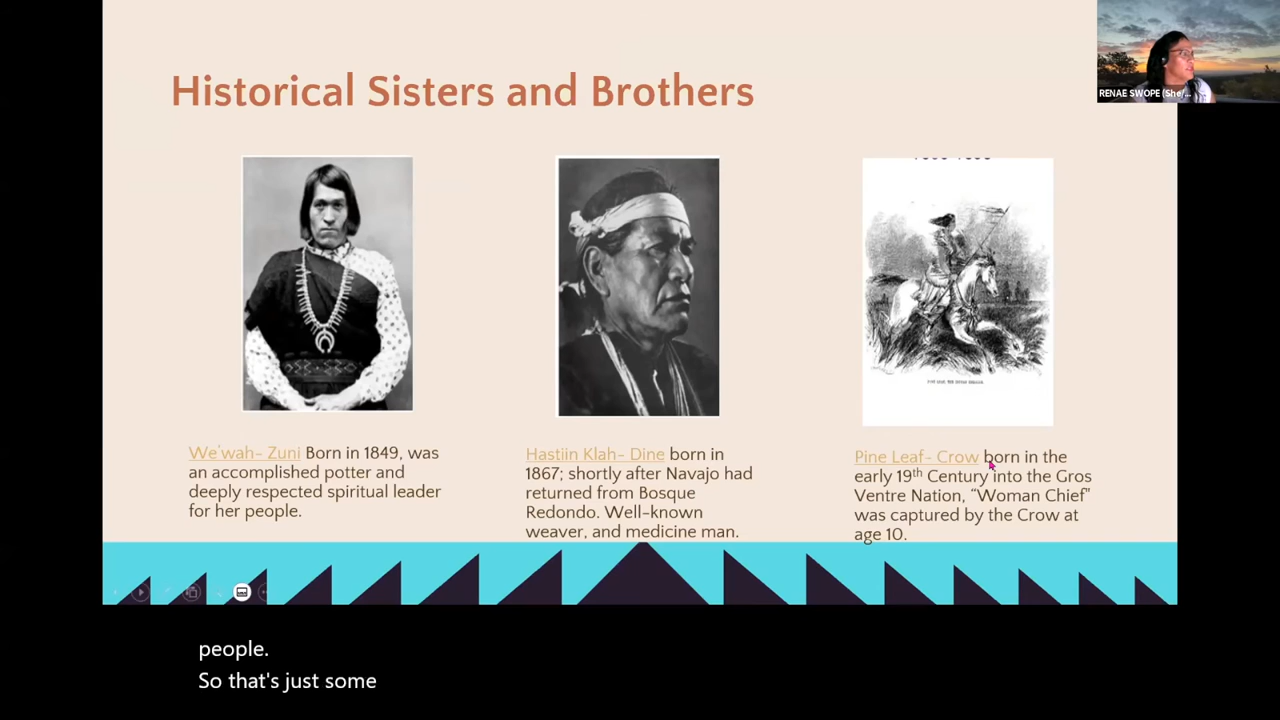 Historical Sisters and Brothers
RENAE SWOPE (She/...
We'wah- Zuni Born in 1849, was
an accomplished potter and
deeply respected spiritual leader
for her people.
Hastiin Klah- Dine born in
1867; shortly after Navajo had
returned from Bosque
Redondo. Well-known
weaver, and medicine man.
Pine Leaf- Crow born in the
early 19th Century into the Gros
Ventre Nation, “Woman Chief”
was captured by the Crow at
age 10.
people.
So that's just some